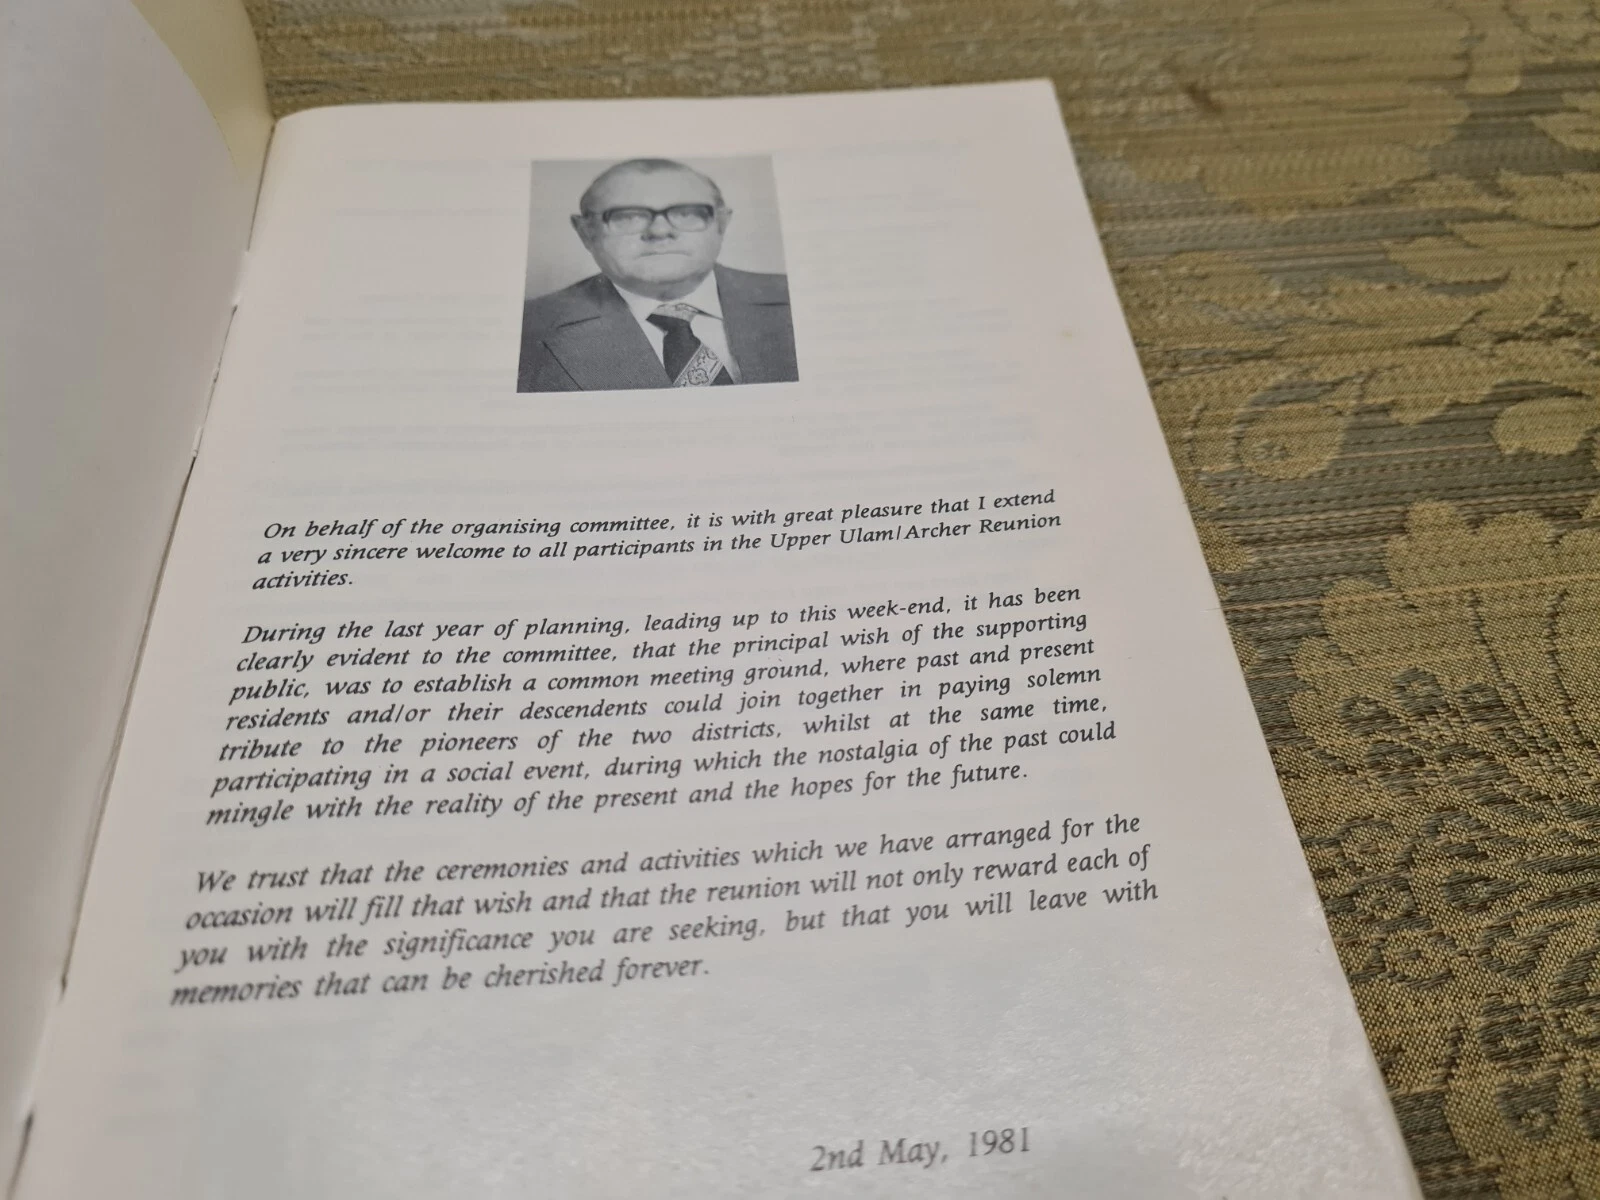 On behalf of the organising committee, it is with great pleasure that I extend
a very sincere welcome to all participants in the Upper Ulam/Archer Reunion
activities.
During the last year of planning, leading up to this week-end, it has been
clearly evident to the committee, that the principal wish of the supporting
public, was to establish a common meeting ground, where past and present
residents and/or their descendents could join together in paying solemn
tribute to the pioneers of the two districts, whilst at the same time,
participating in a social event, during which the nostalgia of the past could
mingle with the reality of the present and the hopes for the future.
We trust that the ceremonies and activities which we have arranged for the
occasion will fill that wish and that the reunion will not only reward each of
you with the significance you are seeking, but that you will leave with
memories that can be cherished forever.
2nd May, 1981